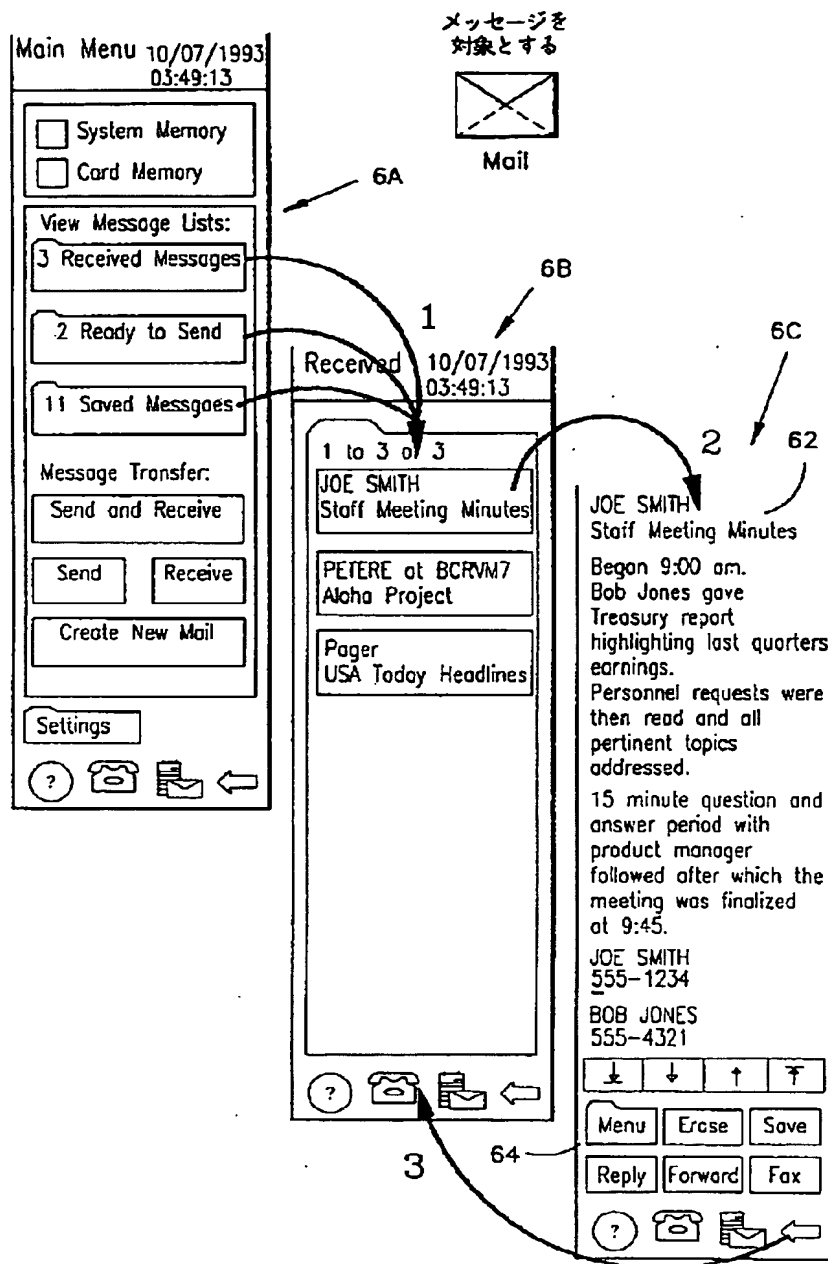 メッセージを
対象とする
Mail
Main Menu 10/07/1993
03:49:13
System Memory
Card Memory
6A
View Message Lists:
3 Received Messages
2 Ready to Send
11 Saved Messgaes
Message Transfer:
Send and Receive
Send Receive
Create New Mail
Settings
?
1
6B
Received 10/07/1993
03:49:13
1 to 3 of 3
JOE SMITH
Staff Meeting Minutes
PETERE at BCRVM7
Aloha Project
Pager
USA Today Headlines
?
3
2
6C
62
JOE SMITH
Staff Meeting Minutes
Began 9:00 am.
Bob Jones gave
Treasury report
highlighting last quarters
earnings.
Personnel requests were
then read and all
pertinent topics
addressed.
15 minute question and
answer period with
product manager
followed after which the
meeting was finalized
at 9:45.
JOE SMITH
555-1234
BOB JONES
555-4321
64
Menu Erase Save
Reply Forward Fax
?